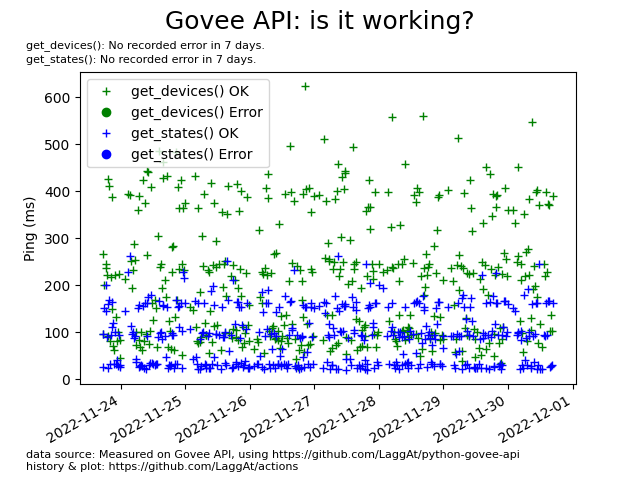 Govee API: is it working?
get_devices(): No recorded error in 7 days.
get_states(): No recorded error in 7 days.
get_devices() OK
get_devices() Error
get_states() OK
get_states() Error
Ping (ms)
600
500
400
300
200
100
0
2022-11-24
2022-11-25
2022-11-26
2022-11-27
2022-11-28
2022-11-29
2022-11-30
2022-12-01
data source: Measured on Govee API, using https://github.com/LaggAt/python-govee-api
history & plot: https://github.com/LaggAt/actions